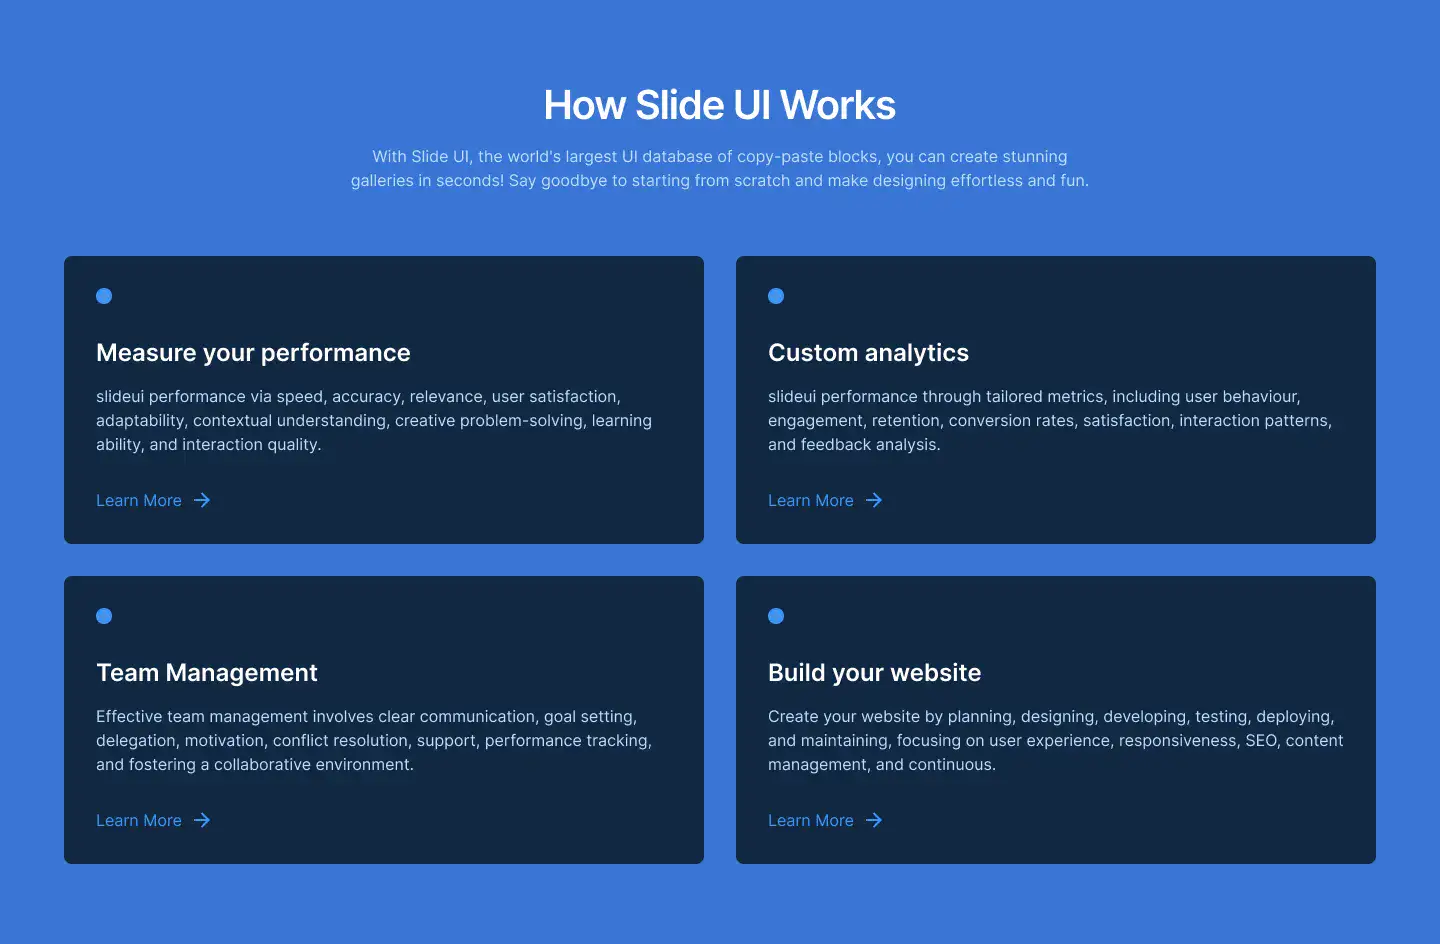 How Slide UI Works
With Slide UI, the world's largest UI database of copy-paste blocks, you can create stunning
galleries in seconds! Say goodbye to starting from scratch and make designing effortless and fun.
Measure your performance
slideui performance via speed, accuracy, relevance, user satisfaction,
adaptability, contextual understanding, creative problem-solving, learning
ability, and interaction quality.
Learn More
Custom analytics
slideui performance through tailored metrics, including user behaviour,
engagement, retention, conversion rates, satisfaction, interaction patterns,
and feedback analysis.
Learn More
Team Management
Effective team management involves clear communication, goal setting,
delegation, motivation, conflict resolution, support, performance tracking,
and fostering a collaborative environment.
Learn More
Build your website
Create your website by planning, designing, developing, testing, deploying,
and maintaining, focusing on user experience, responsiveness, SEO, content
management, and continuous.
Learn More